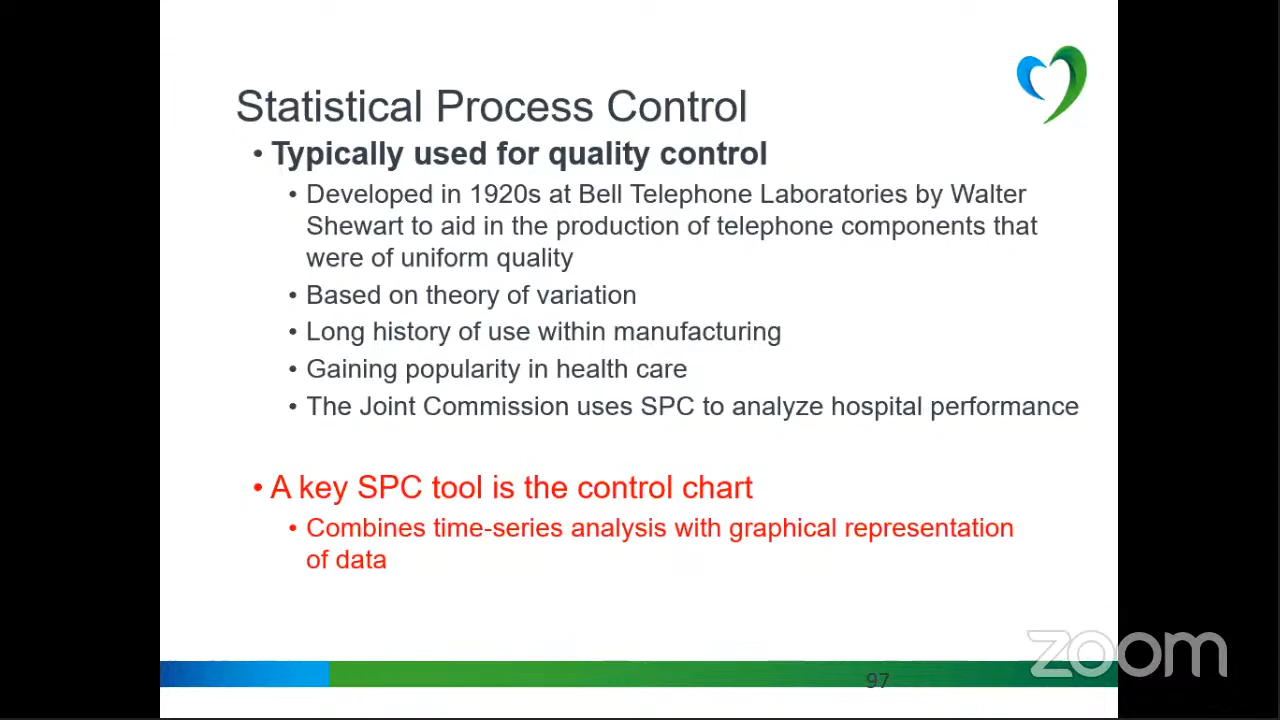 Statistical Process Control
• Typically used for quality control
• Developed in 1920s at Bell Telephone Laboratories by Walter
Shewart to aid in the production of telephone components that
were of uniform quality
• Based on theory of variation
• Long history of use within manufacturing
• Gaining popularity in health care
• The Joint Commission uses SPC to analyze hospital performance
• A key SPC tool is the control chart
• Combines time-series analysis with graphical representation
of data
zoom
97